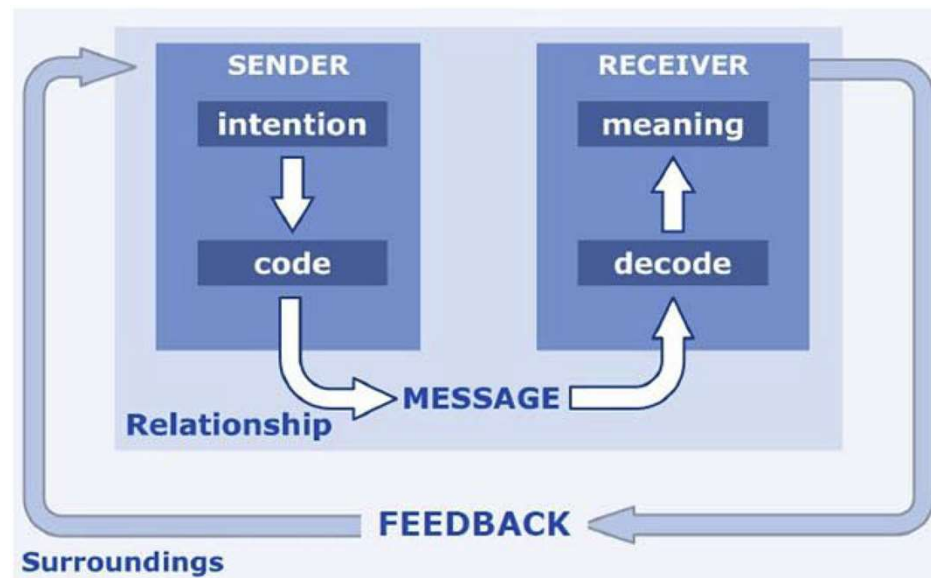 SENDER
intention
code
RECEIVER
meaning
decode
MESSAGE
Relationship
FEEDBACK
Surroundings